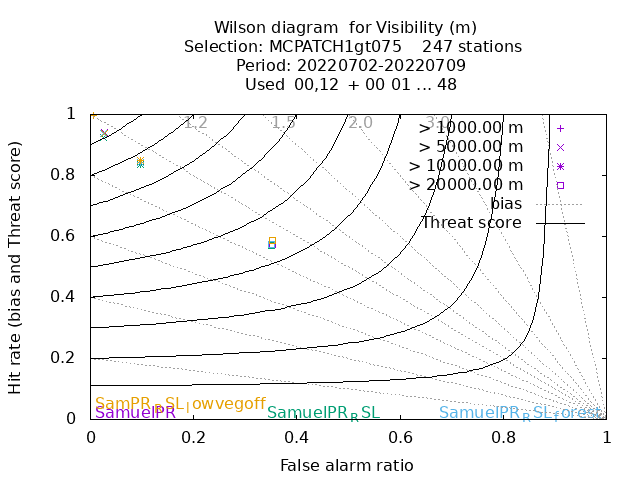 Wilson diagram for Visibility (m)
Selection: MCPATCH1gt075 247 stations
Period: 20220702-20220709
Used 00,12 + 00 01 ... 48
Hit rate (bias and Threat score)
1
0.8
0.6
0.4
0.2
0
1.2 1.5 2.0 3.0
> 1000.00 m
> 5000.00 m
> 10000.00 m
> 20000.00 m
bias
Threat score
SamPR_RSL_lowvegoff
SamuelPR SamuelPR_RSL SamuelPR_RSL_forest
0 0.2 0.4 0.6 0.8 1
False alarm ratio